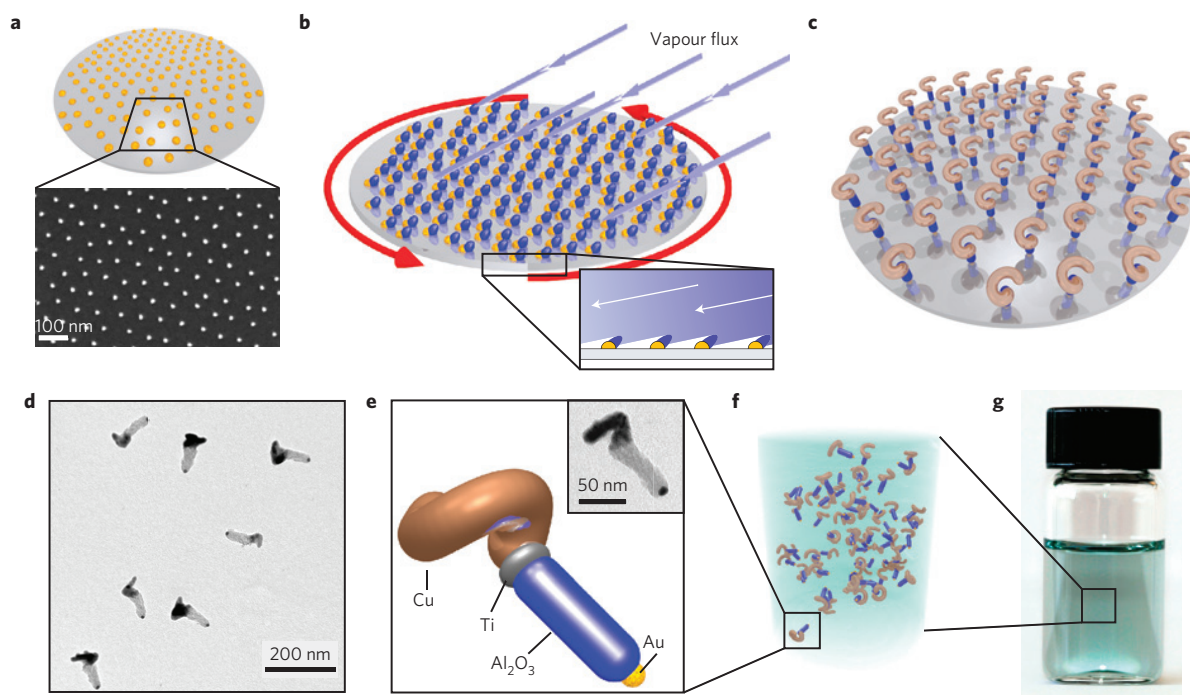 a
b
Vapour flux
c
100 nm
d
200 nm
e
50 nm
Cu
Ti
Al₂O₃
Au
f
g